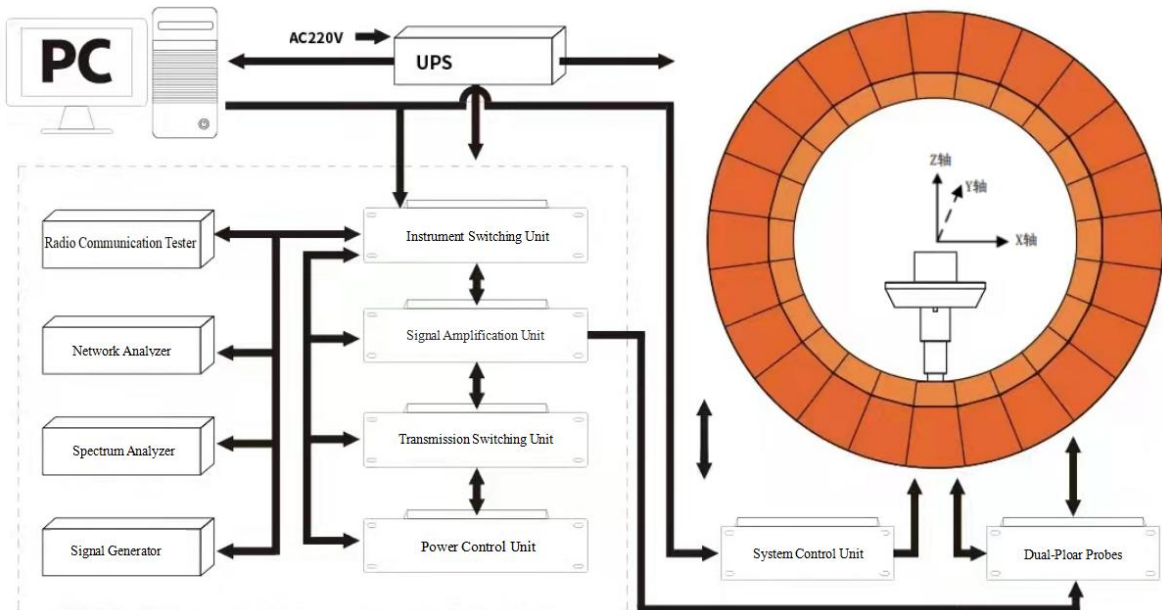 PC
AC220V
UPS
Z轴
Y轴
X轴
Radio Communication Tester
Instrument Switching Unit
Network Analyzer
Signal Amplification Unit
Spectrum Analyzer
Transmission Switching Unit
Signal Generator
Power Control Unit
System Control Unit
Dual-Ploar Probes